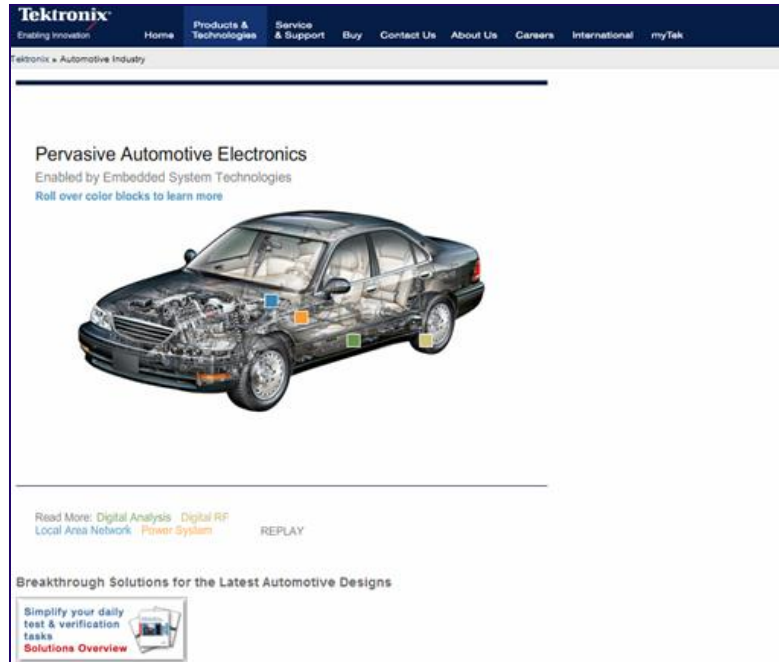 Tektronix
Enabling Innovation
Home
Products &
Technologies
Service
& Support
Buy
Contact Us
About Us
Careers
International
myTek
Tektronix » Automotive Industry
Pervasive Automotive Electronics
Enabled by Embedded System Technologies
Roll over color blocks to learn more
Read More: Digital Analysis Digital RF
Local Area Network Power System REPLAY
Breakthrough Solutions for the Latest Automotive Designs
Simplify your daily
test & verification
tasks
Solutions Overview